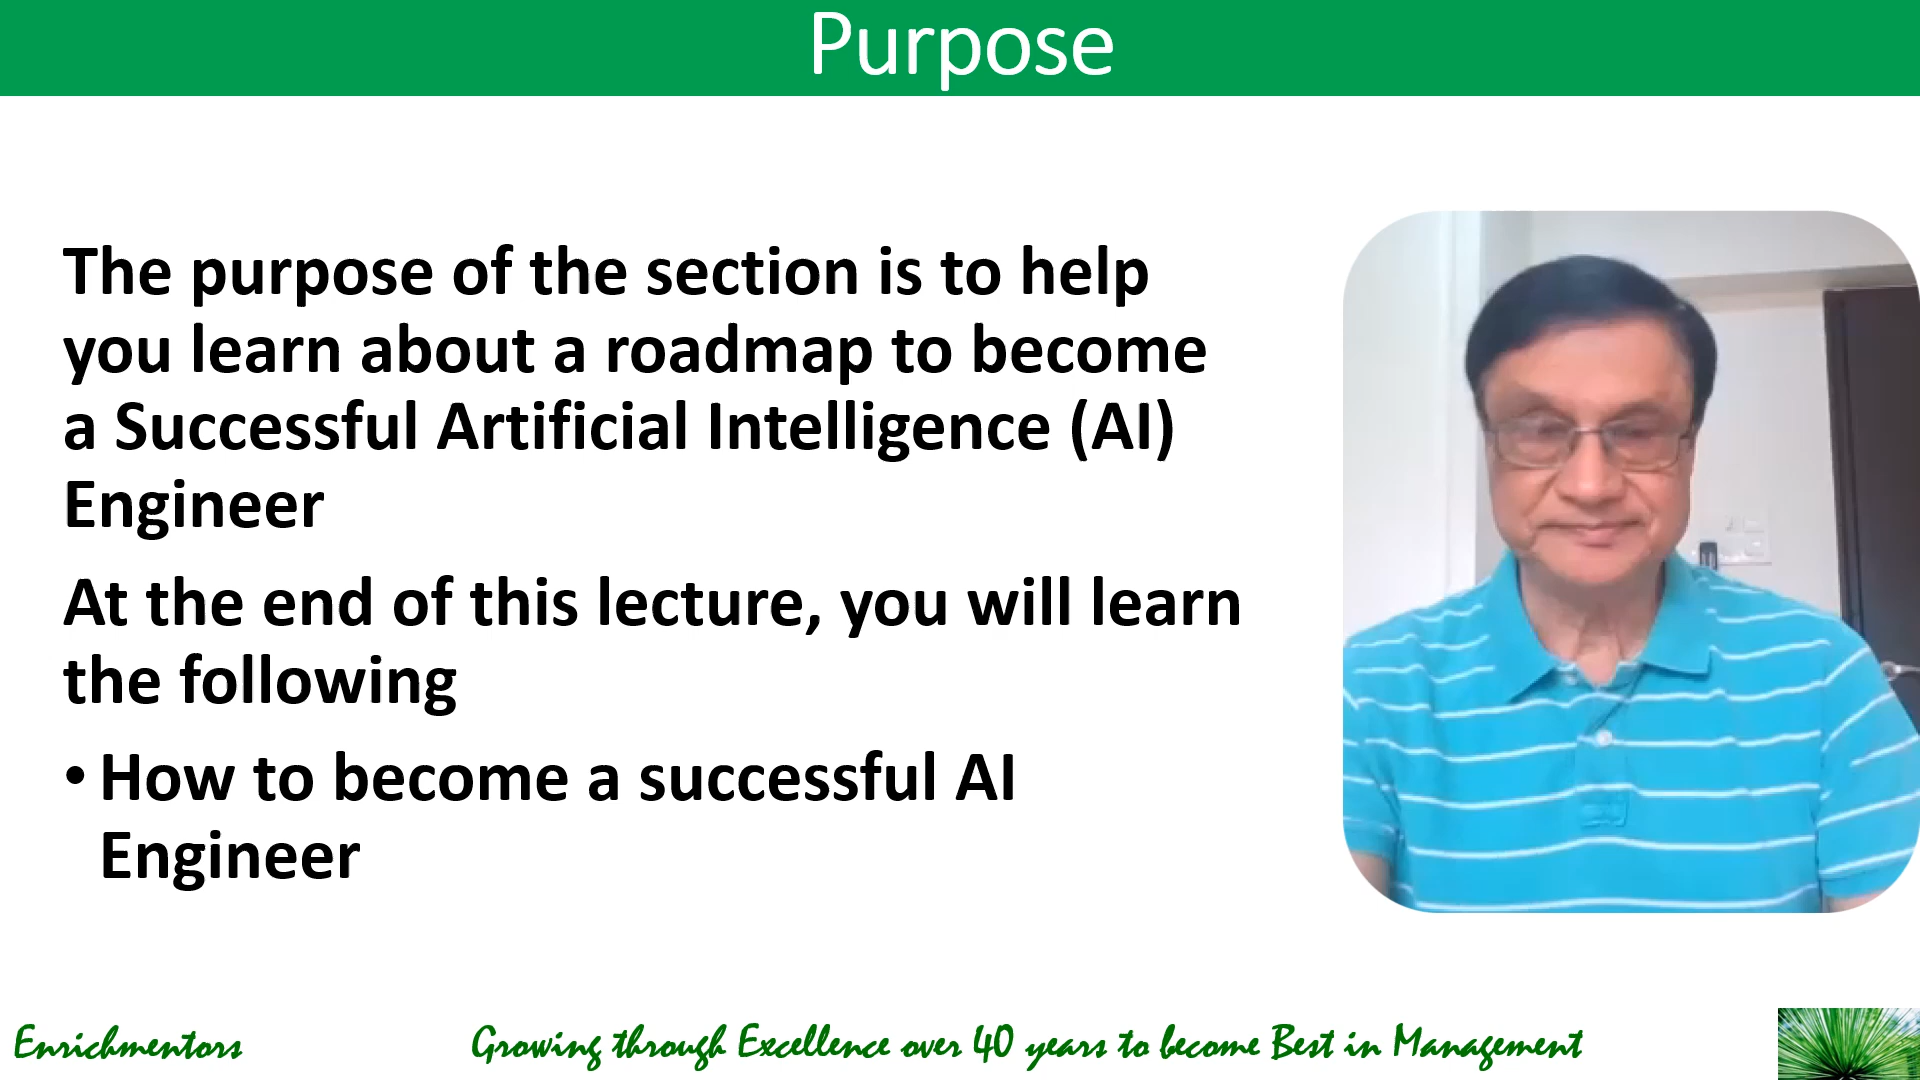 Purpose
The purpose of the section is to help
you learn about a roadmap to become
a Successful Artificial Intelligence (AI)
Engineer
At the end of this lecture, you will learn
the following
• How to become a successful AI
Engineer
Enrichmentors
Growing through Excellence over 40 years to become Best in Management